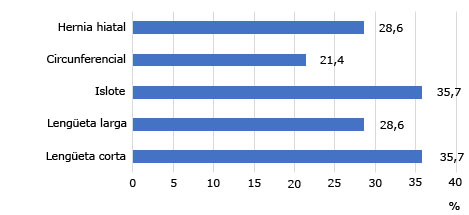 Hernia hiatal 28,6
Circunferencial 21,4
Islote 35,7
Lengüeta larga 28,6
Lengüeta corta 35,7
0 5 10 15 20 25 30 35 40
%